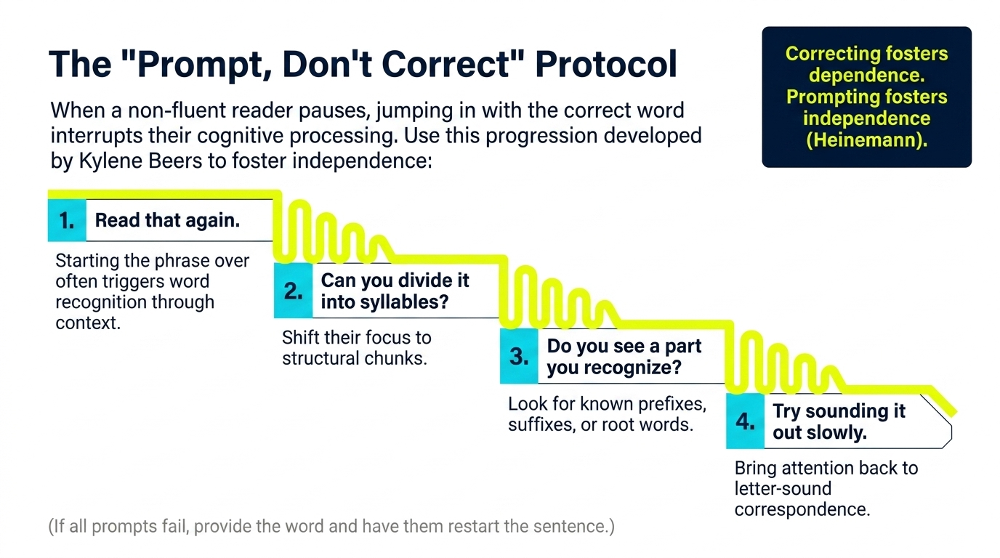 The "Prompt, Don't Correct" Protocol
When a non-fluent reader pauses, jumping in with the correct word
interrupts their cognitive processing. Use this progression developed
by Kylene Beers to foster independence:
Correcting fosters
dependence.
Prompting fosters
independence
(Heinemann).
1. Read that again.
Starting the phrase over
often triggers word
recognition through
context.
2. Can you divide it
into syllables?
Shift their focus to
structural chunks.
3. Do you see a part
you recognize?
Look for known prefixes,
suffixes, or root words.
4. Try sounding it
out slowly.
Bring attention back to
letter-sound
correspondence.
(If all prompts fail, provide the word and have them restart the sentence.)